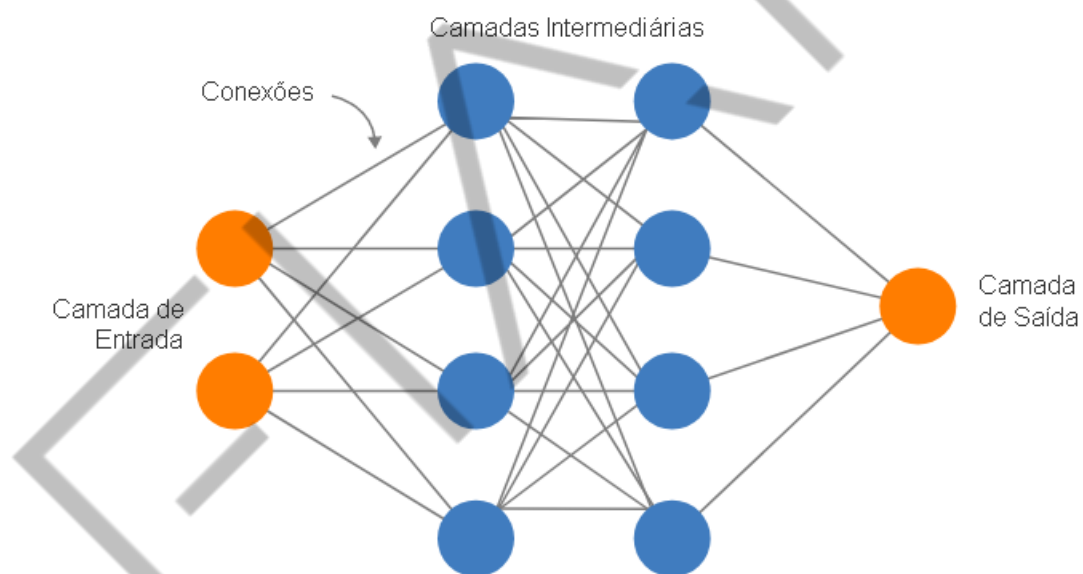 Camadas Intermediárias
Conexões
Camada de
Entrada
Camada
de Saída